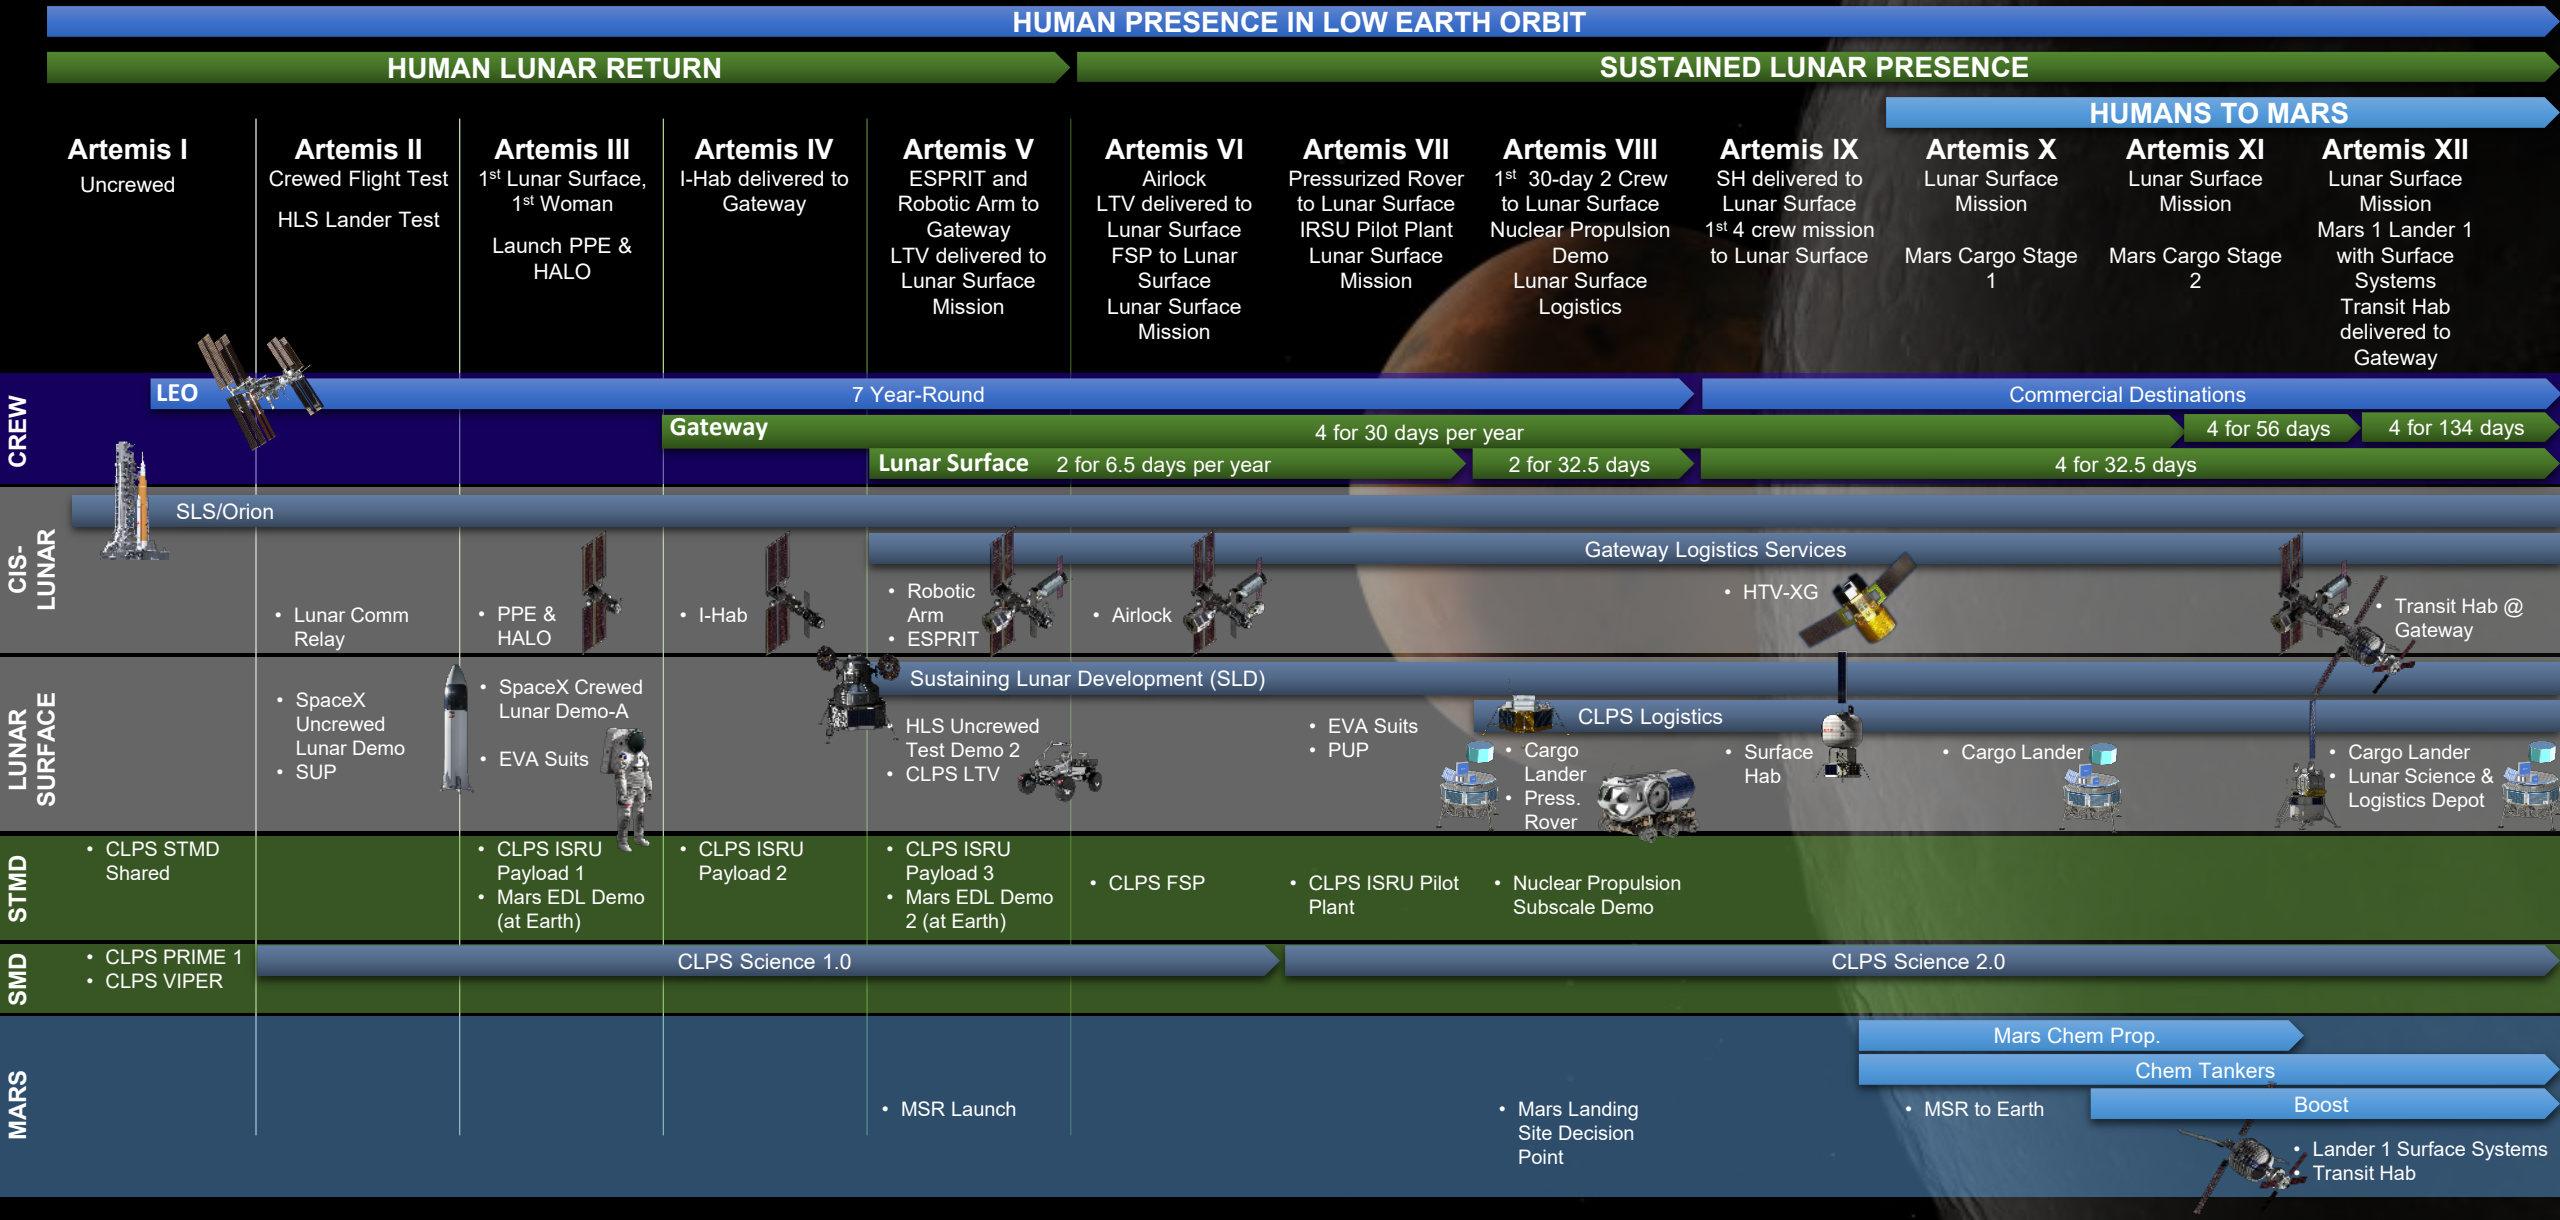 HUMAN PRESENCE IN LOW EARTH ORBIT
HUMAN LUNAR RETURN
SUSTAINED LUNAR PRESENCE
HUMANS TO MARS
Artemis I
Uncrewed
Artemis II
Crewed Flight Test
HLS Lander Test
Artemis III
1st Lunar Surface,
1st Woman
Launch PPE &
HALO
Artemis IV
I-Hab delivered to
Gateway
Artemis V
ESPRIT and
Robotic Arm to
Gateway
LTV delivered to
Lunar Surface
Mission
Artemis VI
Airlock
LTV delivered to
Lunar Surface
FSP to Lunar
Surface
Lunar Surface
Mission
Artemis VII
Pressurized Rover
to Lunar Surface
IRSU Pilot Plant
Lunar Surface
Mission
Artemis VIII
1st 30-day 2 Crew
to Lunar Surface
Nuclear Propulsion
Demo
Lunar Surface
Logistics
Artemis IX
SH delivered to
Lunar Surface
1st 4 crew mission
to Lunar Surface
Artemis X
Lunar Surface
Mission
Mars Cargo Stage
1
Artemis XI
Lunar Surface
Mission
Mars Cargo Stage
2
Artemis XII
Lunar Surface
Mission
Mars 1 Lander 1
with Surface
Systems
Transit Hab
delivered to
Gateway
CREW
LEO
7 Year-Round
Commercial Destinations
Gateway
4 for 30 days per year
4 for 56 days
4 for 134 days
Lunar Surface
2 for 6.5 days per year
2 for 32.5 days
4 for 32.5 days
CIS-
LUNAR
SLS/Orion
Gateway Logistics Services
• Lunar Comm
Relay
• PPE &
HALO
• I-Hab
• Robotic
Arm
• ESPRIT
• Airlock
• HTV-XG
• Transit Hab @
Gateway
LUNAR
SURFACE
Sustaining Lunar Development (SLD)
CLPS Logistics
• SpaceX
Uncrewed
Lunar Demo
• SUP
• SpaceX Crewed
Lunar Demo-A
• EVA Suits
HLS Uncrewed
Test Demo 2
• CLPS LTV
• EVA Suits
• PUP
• Cargo
Lander
• Press.
Rover
• Surface
Hab
• Cargo Lander
• Cargo Lander
• Lunar Science &
Logistics Depot
STMD
• CLPS STMD
Shared
• CLPS ISRU
Payload 1
• Mars EDL Demo
(at Earth)
• CLPS ISRU
Payload 2
• CLPS ISRU
Payload 3
• Mars EDL Demo
2 (at Earth)
• CLPS FSP
• CLPS ISRU Pilot
Plant
• Nuclear Propulsion
Subscale Demo
SMD
• CLPS PRIME 1
• CLPS VIPER
CLPS Science 1.0
CLPS Science 2.0
MARS
Mars Chem Prop.
Chem Tankers
Boost
• MSR Launch
• Mars Landing
Site Decision
Point
• MSR to Earth
• Lander 1 Surface Systems
• Transit Hab